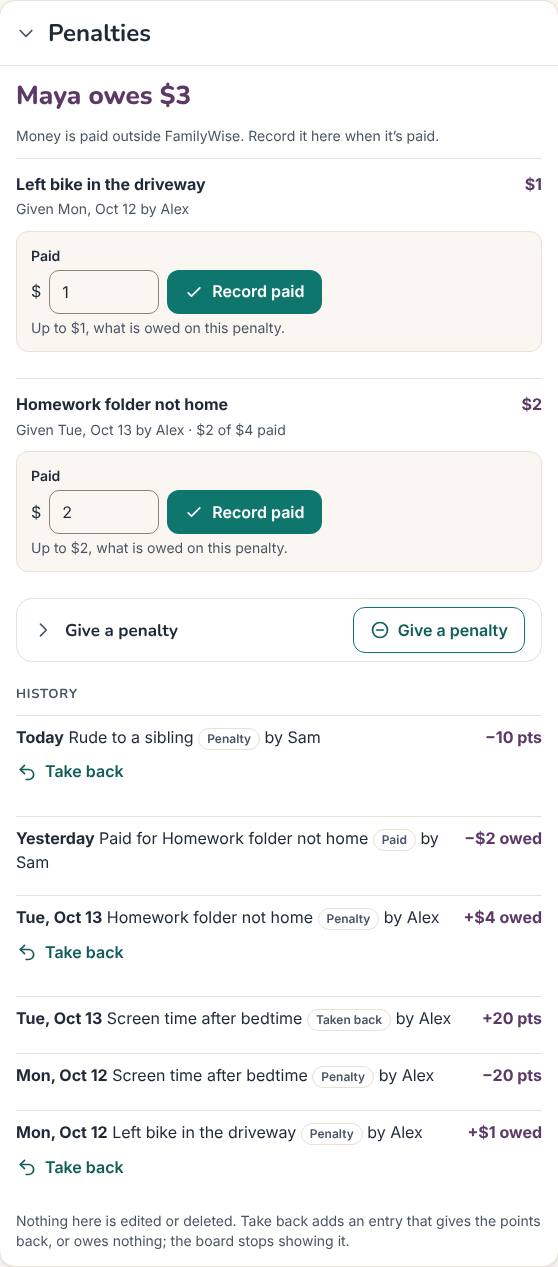 Penalties
Maya owes $3
Money is paid outside FamilyWise. Record it here when it’s paid.
Left bike in the driveway $1
Given Mon, Oct 12 by Alex
Paid
$ 1 Record paid
Up to $1, what is owed on this penalty.
Homework folder not home $2
Given Tue, Oct 13 by Alex · $2 of $4 paid
Paid
$ 2 Record paid
Up to $2, what is owed on this penalty.
Give a penalty Give a penalty
HISTORY
Today Rude to a sibling Penalty by Sam −10 pts
Take back
Yesterday Paid for Homework folder not home Paid by −$2 owed
Sam
Tue, Oct 13 Homework folder not home Penalty by Alex +$4 owed
Take back
Tue, Oct 13 Screen time after bedtime Taken back by Alex +20 pts
Mon, Oct 12 Screen time after bedtime Penalty by Alex −20 pts
Mon, Oct 12 Left bike in the driveway Penalty by Alex +$1 owed
Take back
Nothing here is edited or deleted. Take back adds an entry that gives the points
back, or owes nothing; the board stops showing it.